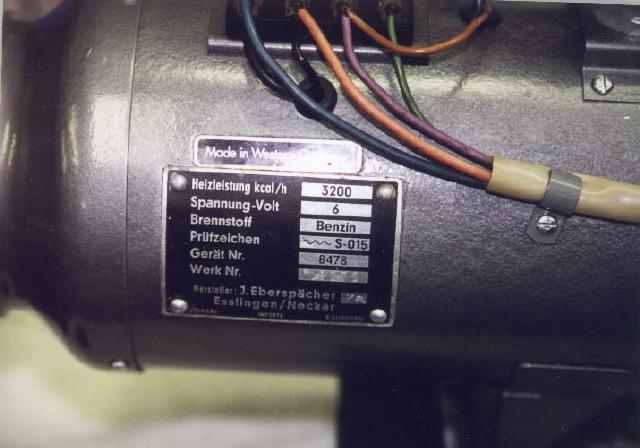 Made in Western
Heizleistung kcal/h 3200
Spannung-Volt 6
Brennstoff Benzin
Prüfzeichen S-015
Gerät Nr. 8478
Werk Nr.
Hersteller: J. Eberspächer
Esslingen/Neckar